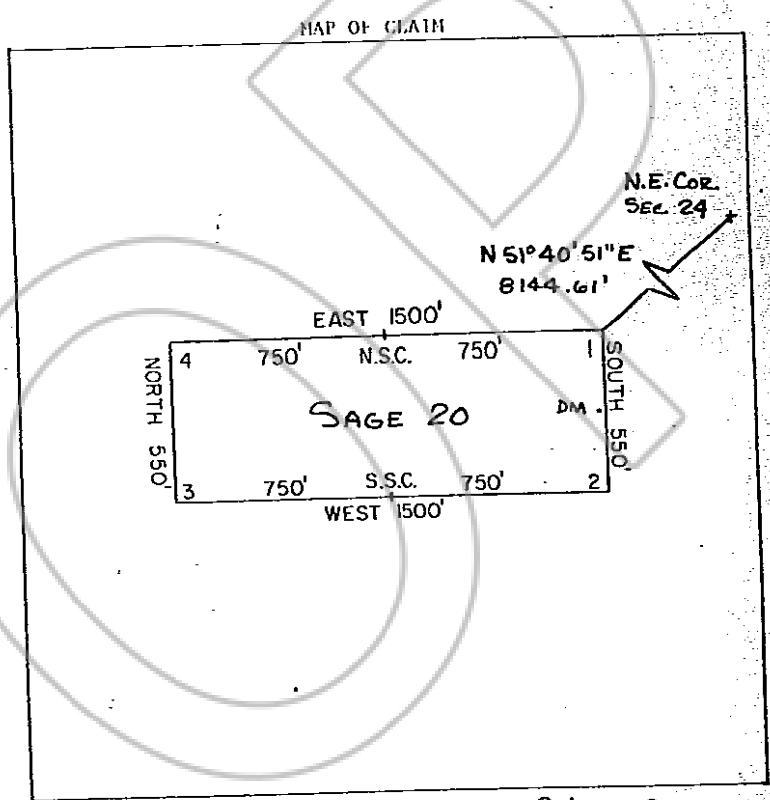 MAP OF CLAIM
N.E. COR.
SEC. 24
N 51°40'51"E
8144.61'
EAST 1500'
4 750' N.S.C. 750' 1
NORTH 550'
SAGE 20
DM.
SOUTH 550'
3 750' S.S.C. 750' 2
WEST 1500'